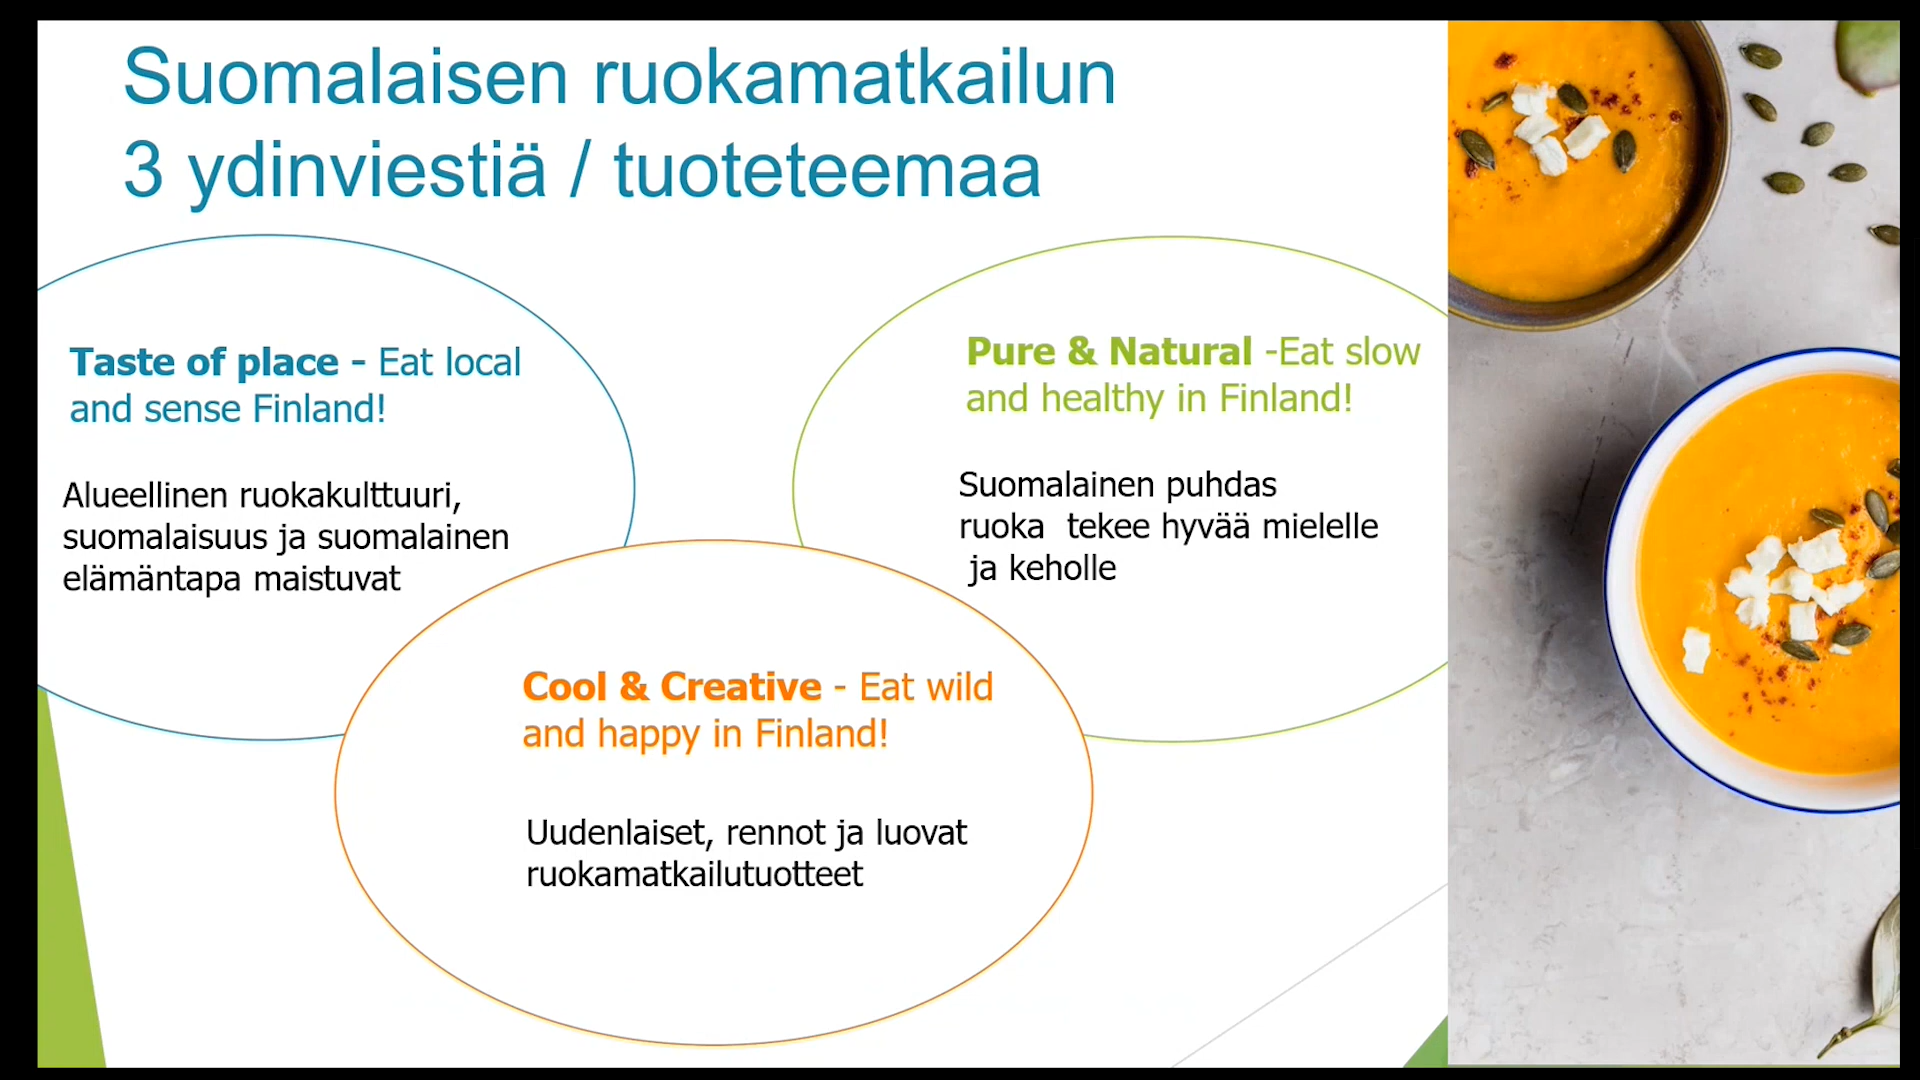 Suomalaisen ruokamatkailun
3 ydinviestiä / tuoteteemaa
Taste of place - Eat local
and sense Finland!
Alueellinen ruokakulttuuri,
suomalaisuus ja suomalainen
elämäntapa maistuvat
Pure & Natural -Eat slow
and healthy in Finland!
Suomalainen puhdas
ruoka  tekee hyvää mielelle
ja keholle
Cool & Creative - Eat wild
and happy in Finland!
Uudenlaiset, rennot ja luovat
ruokamatkailutuotteet